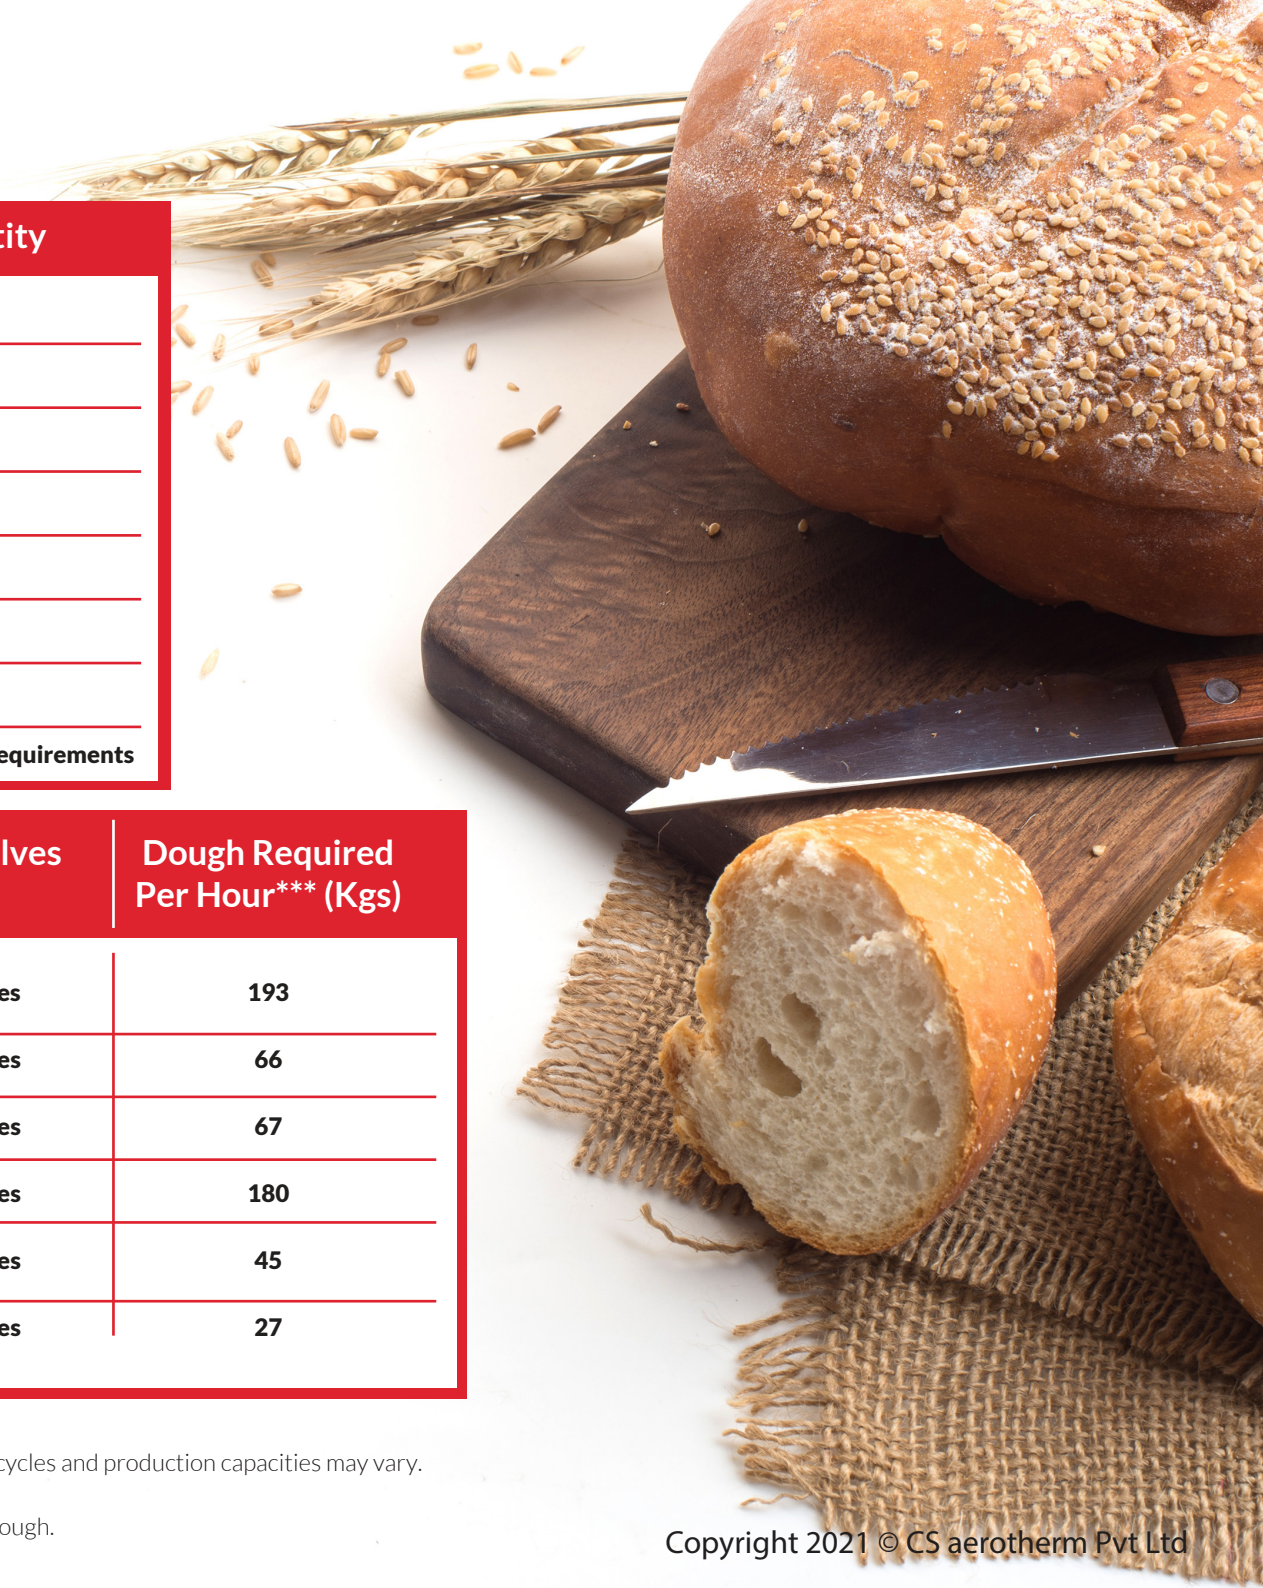 tity
equirements
lves
Dough Required
Per Hour*** (Kgs)
es 193
es 66
es 67
es 180
es 45
es 27
cycles and production capacities may vary.
ough.
Copyright 2021 © CS aerotherm Pvt Ltd